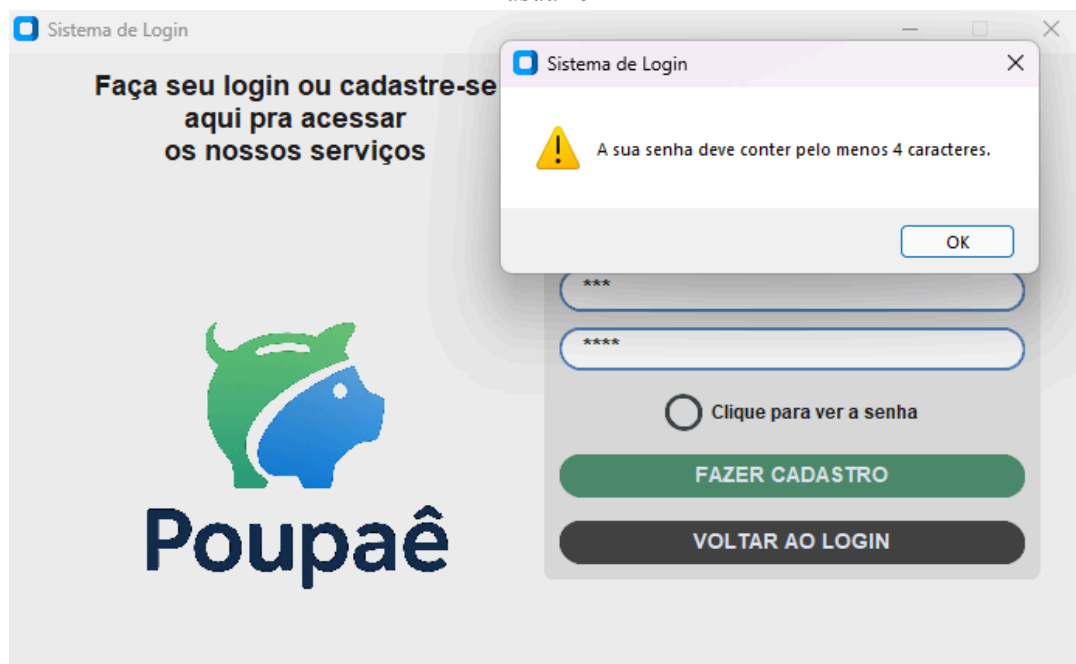 Sistema de Login
Faça seu login ou cadastre-se
aqui pra acessar
os nossos serviços
Sistema de Login
A sua senha deve conter pelo menos 4 caracteres.
OK
***
****
Clique para ver a senha
FAZER CADASTRO
VOLTAR AO LOGIN
Poupaê